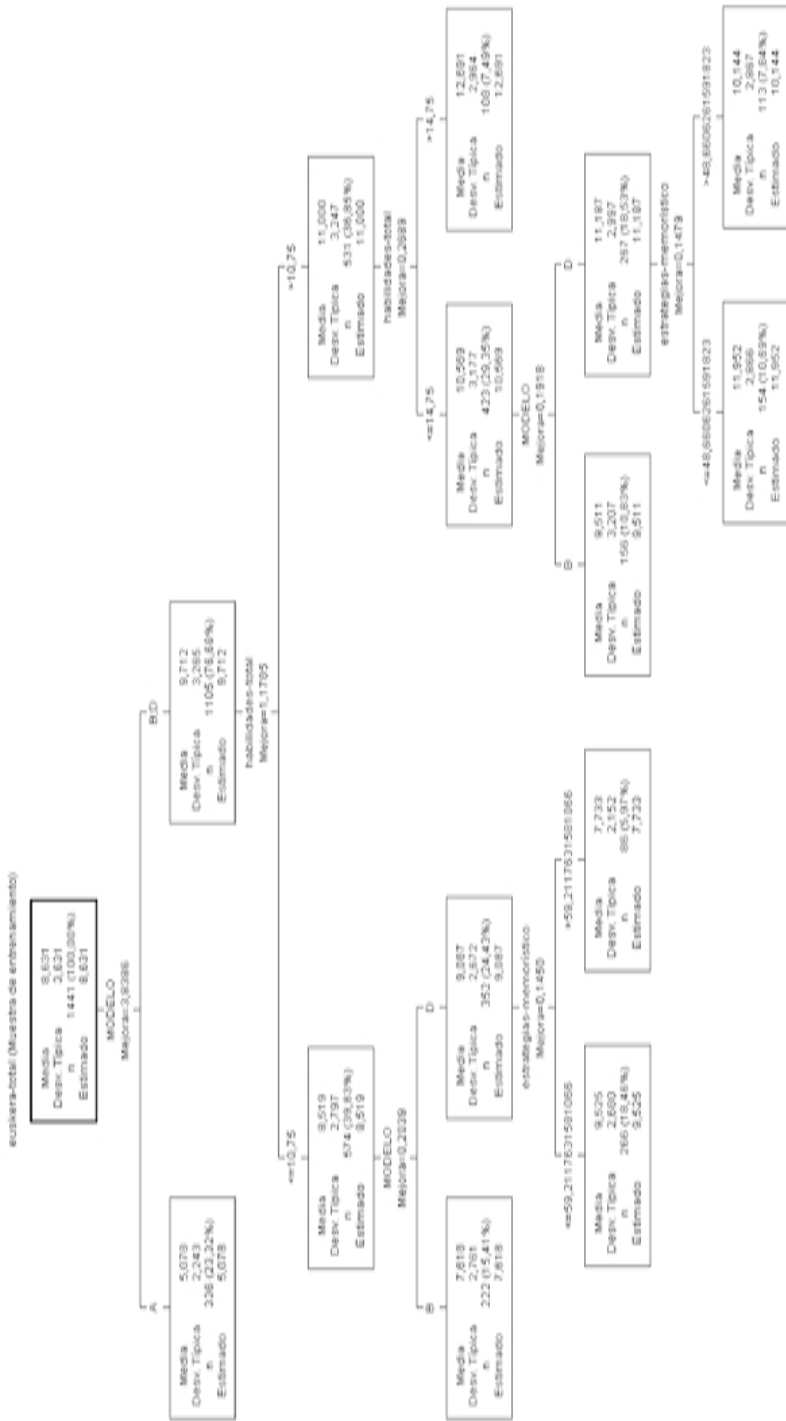 euskera-total (Muestra de entrenamiento)
Media 8,631
Desv. Típica 3,631
n 1441 (100,00%)
Estimado 8,631
MODELO
Mejora=3,8386
A
B;D
Media 5,078
Desv. Típica 2,243
n 336 (23,32%)
Estimado 5,078
Media 9,712
Desv. Típica 3,265
n 1105 (76,68%)
Estimado 9,712
habilidades-total
Mejora=1,1785
<=10,75
>10,75
Media 8,519
Desv. Típica 2,797
n 574 (39,83%)
Estimado 8,519
MODELO
Mejora=0,2039
Media 11,000
Desv. Típica 3,247
n 531 (36,85%)
Estimado 11,000
habilidades-total
Mejora=0,2689
B
D
<=14,75
>14,75
Media 7,618
Desv. Típica 2,761
n 222 (15,41%)
Estimado 7,618
Media 9,087
Desv. Típica 2,672
n 352 (24,43%)
Estimado 9,087
estrategias-memorístico
Mejora=0,1450
Media 10,569
Desv. Típica 3,177
n 423 (29,35%)
Estimado 10,569
MODELO
Mejora=0,1918
Media 12,691
Desv. Típica 2,964
n 108 (7,49%)
Estimado 12,691
<=59,2117631581066
>59,2117631581066
B
D
Media 9,525
Desv. Típica 2,680
n 266 (18,46%)
Estimado 9,525
Media 7,733
Desv. Típica 2,152
n 86 (5,97%)
Estimado 7,733
Media 9,511
Desv. Típica 3,207
n 156 (10,83%)
Estimado 9,511
Media 11,187
Desv. Típica 2,997
n 267 (18,53%)
Estimado 11,187
estrategias-memorístico
Mejora=0,1479
<=48,6606261591823
>48,6606261591823
Media 11,952
Desv. Típica 2,866
n 154 (10,69%)
Estimado 11,952
Media 10,144
Desv. Típica 2,867
n 113 (7,84%)
Estimado 10,144